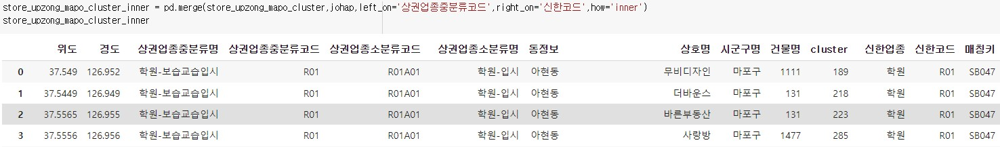 store_upzong_mapo_cluster_inner = pd.merge(store_upzong_mapo_cluster,johap,left_on='상권업종중분류코드',right_on='신한코드',how='inner')
store_upzong_mapo_cluster_inner
위도 경도 상권업종중분류명 상권업종중분류코드 상권업종소분류코드 상권업종소분류명 동정보 상호명 시군구명 건물명 cluster 신한업종 신한코드 매칭키
0 37.549 126.952 학원-보습교습입시 R01 R01A01 학원-입시 아현동 무비디자인 마포구 1111 189 학원 R01 SB047
1 37.5449 126.949 학원-보습교습입시 R01 R01A01 학원-입시 아현동 더바운스 마포구 131 218 학원 R01 SB047
2 37.5565 126.955 학원-보습교습입시 R01 R01A01 학원-입시 아현동 바른부동산 마포구 131 223 학원 R01 SB047
3 37.5556 126.956 학원-보습교습입시 R01 R01A01 학원-입시 아현동 사랑방 마포구 1477 285 학원 R01 SB047